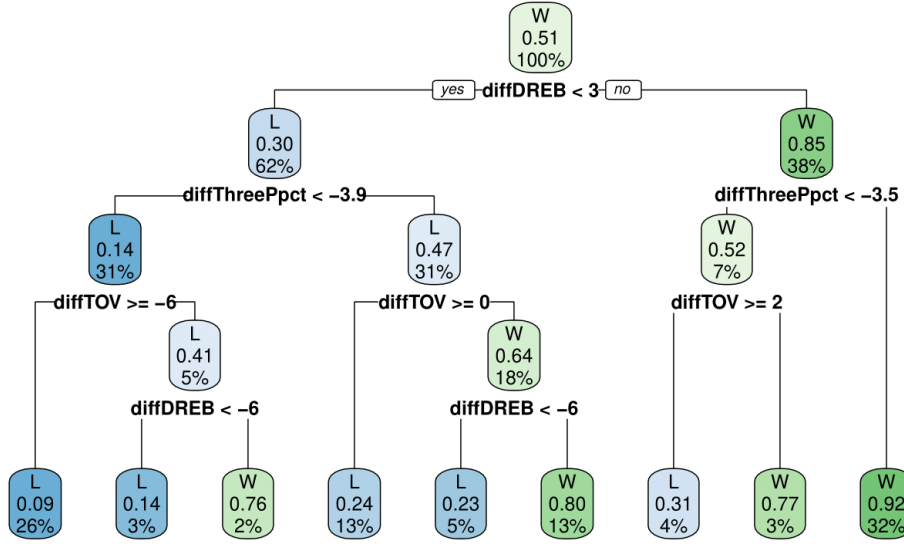 W
0.51
100%
yes diffDREB < 3 no
L
0.30
62%
W
0.85
38%
diffThreePpct < −3.9
diffThreePpct < −3.5
L
0.14
31%
L
0.47
31%
W
0.52
7%
diffTOV >= −6
diffTOV >= 0
diffTOV >= 2
L
0.41
5%
W
0.64
18%
diffDREB < −6
diffDREB < −6
L
0.09
26%
L
0.14
3%
W
0.76
2%
L
0.24
13%
L
0.23
5%
W
0.80
13%
L
0.31
4%
W
0.77
3%
W
0.92
32%